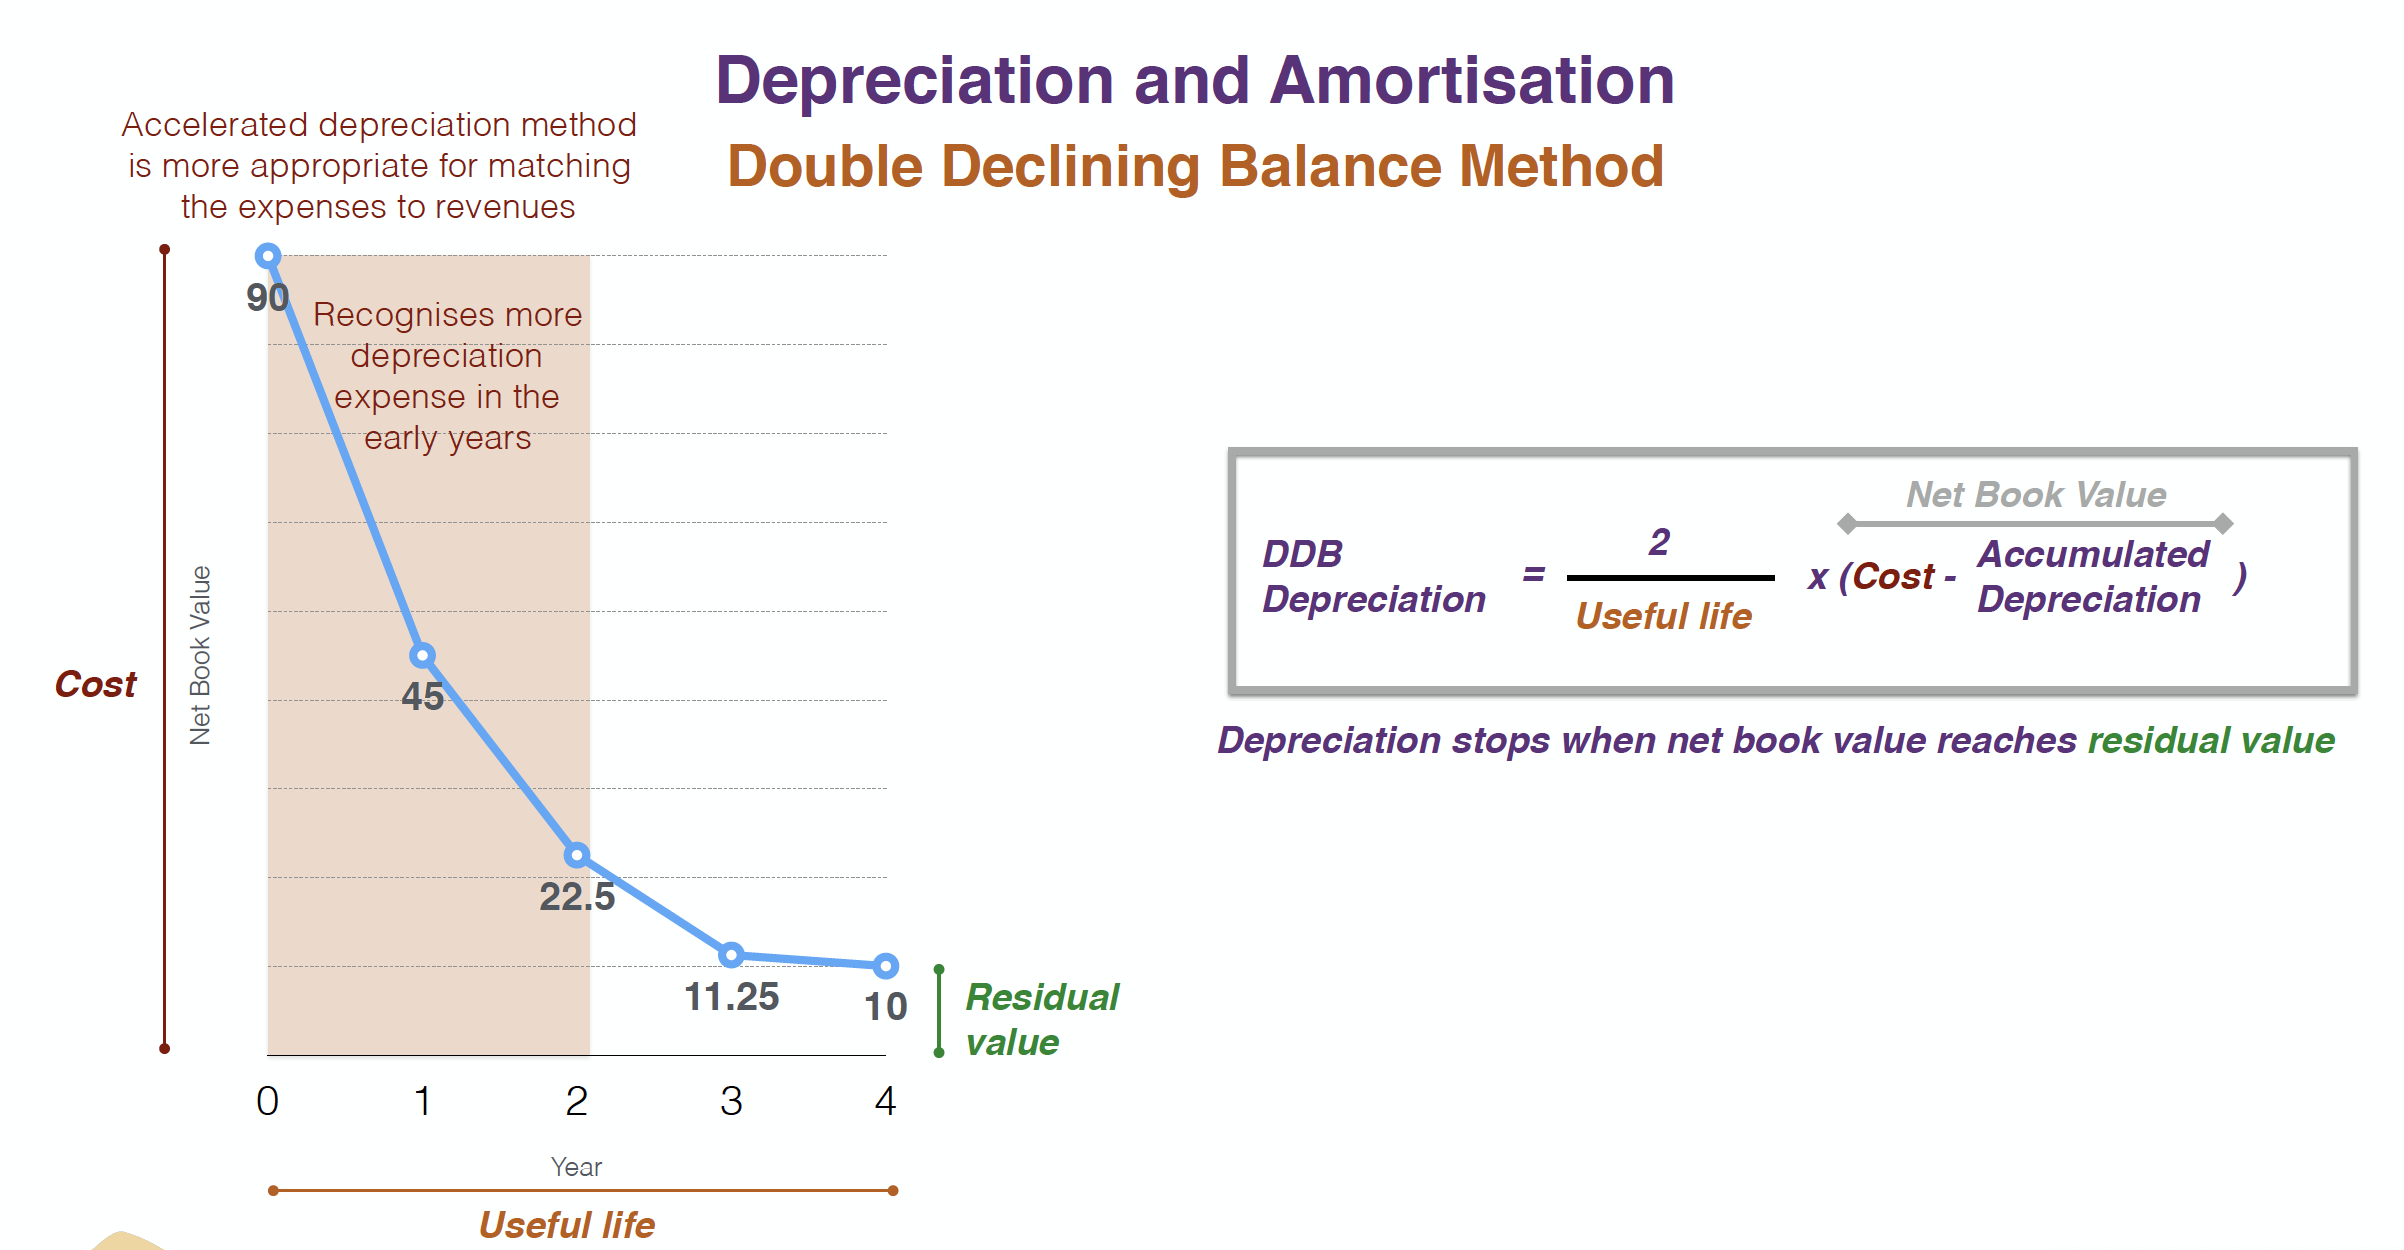 Depreciation and Amortisation
Double Declining Balance Method
Accelerated depreciation method
is more appropriate for matching
the expenses to revenues
90
Recognises more
depreciation
expense in the
early years
Net Book Value
Cost
45
22.5
11.25
10
Residual
value
0 1 2 3 4
Year
Useful life
Net Book Value
DDB
Depreciation
=
2
Useful life
x (Cost - Accumulated
Depreciation )
Depreciation stops when net book value reaches residual value